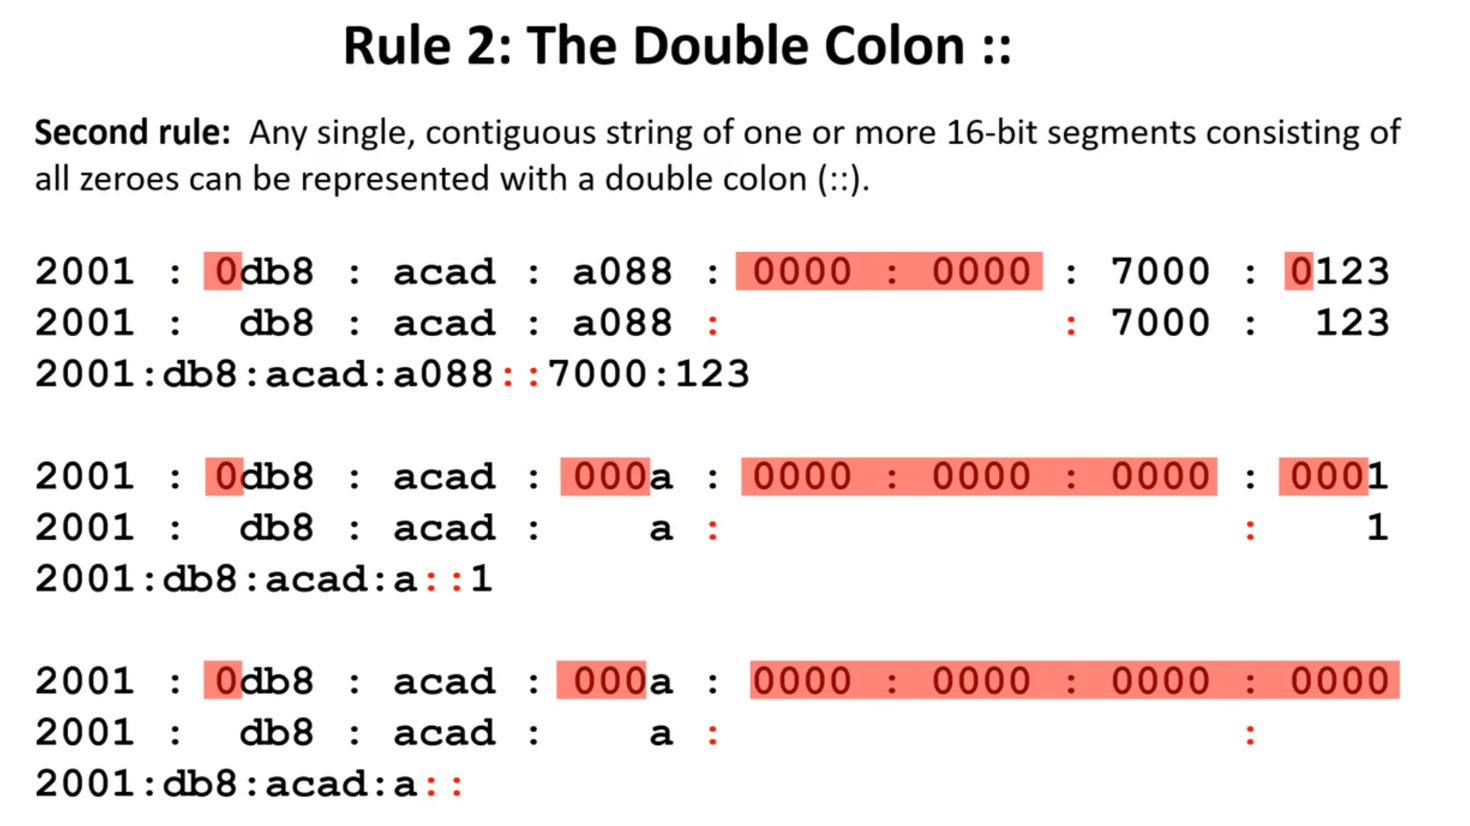 Rule 2: The Double Colon ::
Second rule: Any single, contiguous string of one or more 16-bit segments consisting of
all zeroes can be represented with a double colon (::).
2001 : 0db8 : acad : a088 : 0000 : 0000 : 7000 : 0123
2001 : db8 : acad : a088 : : 7000 : 123
2001:db8:acad:a088::7000:123
2001 : 0db8 : acad : 000a : 0000 : 0000 : 0000 : 0001
2001 : db8 : acad : a : : 1
2001:db8:acad:a::1
2001 : 0db8 : acad : 000a : 0000 : 0000 : 0000 : 0000
2001 : db8 : acad : a : :
2001:db8:acad:a::